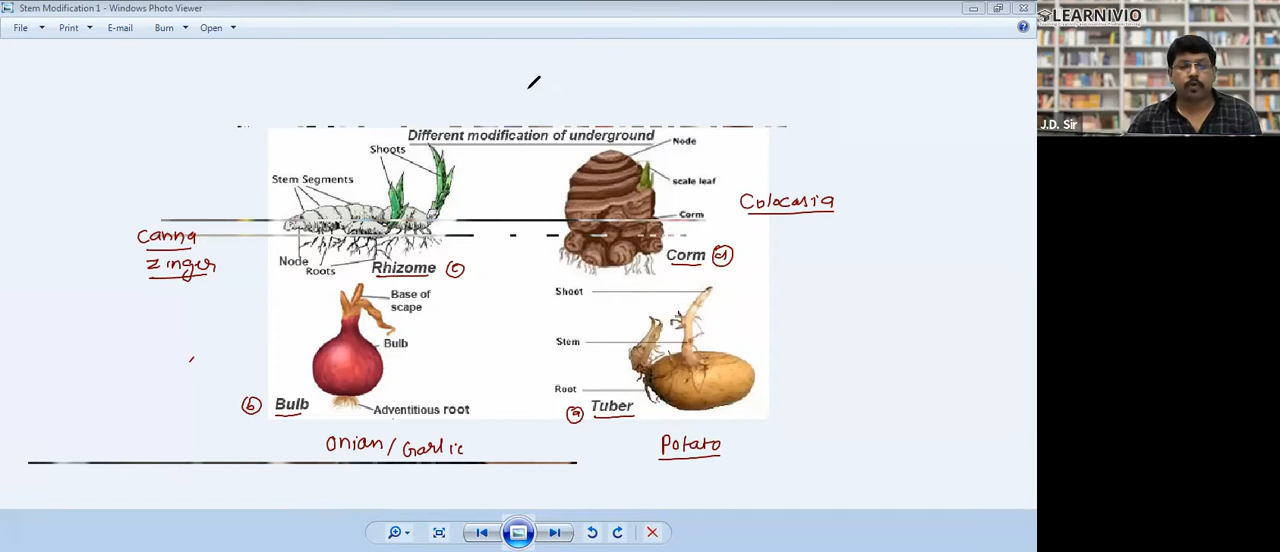 Stem Modification 1 - Windows Photo Viewer
File Print E-mail Burn Open
LEARNIVIO
J.D. Sir
Different modification of underground
Shoots
Stem Segments
Node
Roots
Rhizome (c)
Canna
Zinger
Node
scale leaf
Corm
Corm (d)
Colocasia
Base of
scape
Bulb
(b) Bulb
Adventitious root
Onian / Garlic
Shoot
Stem
Root
(a) Tuber
Potato